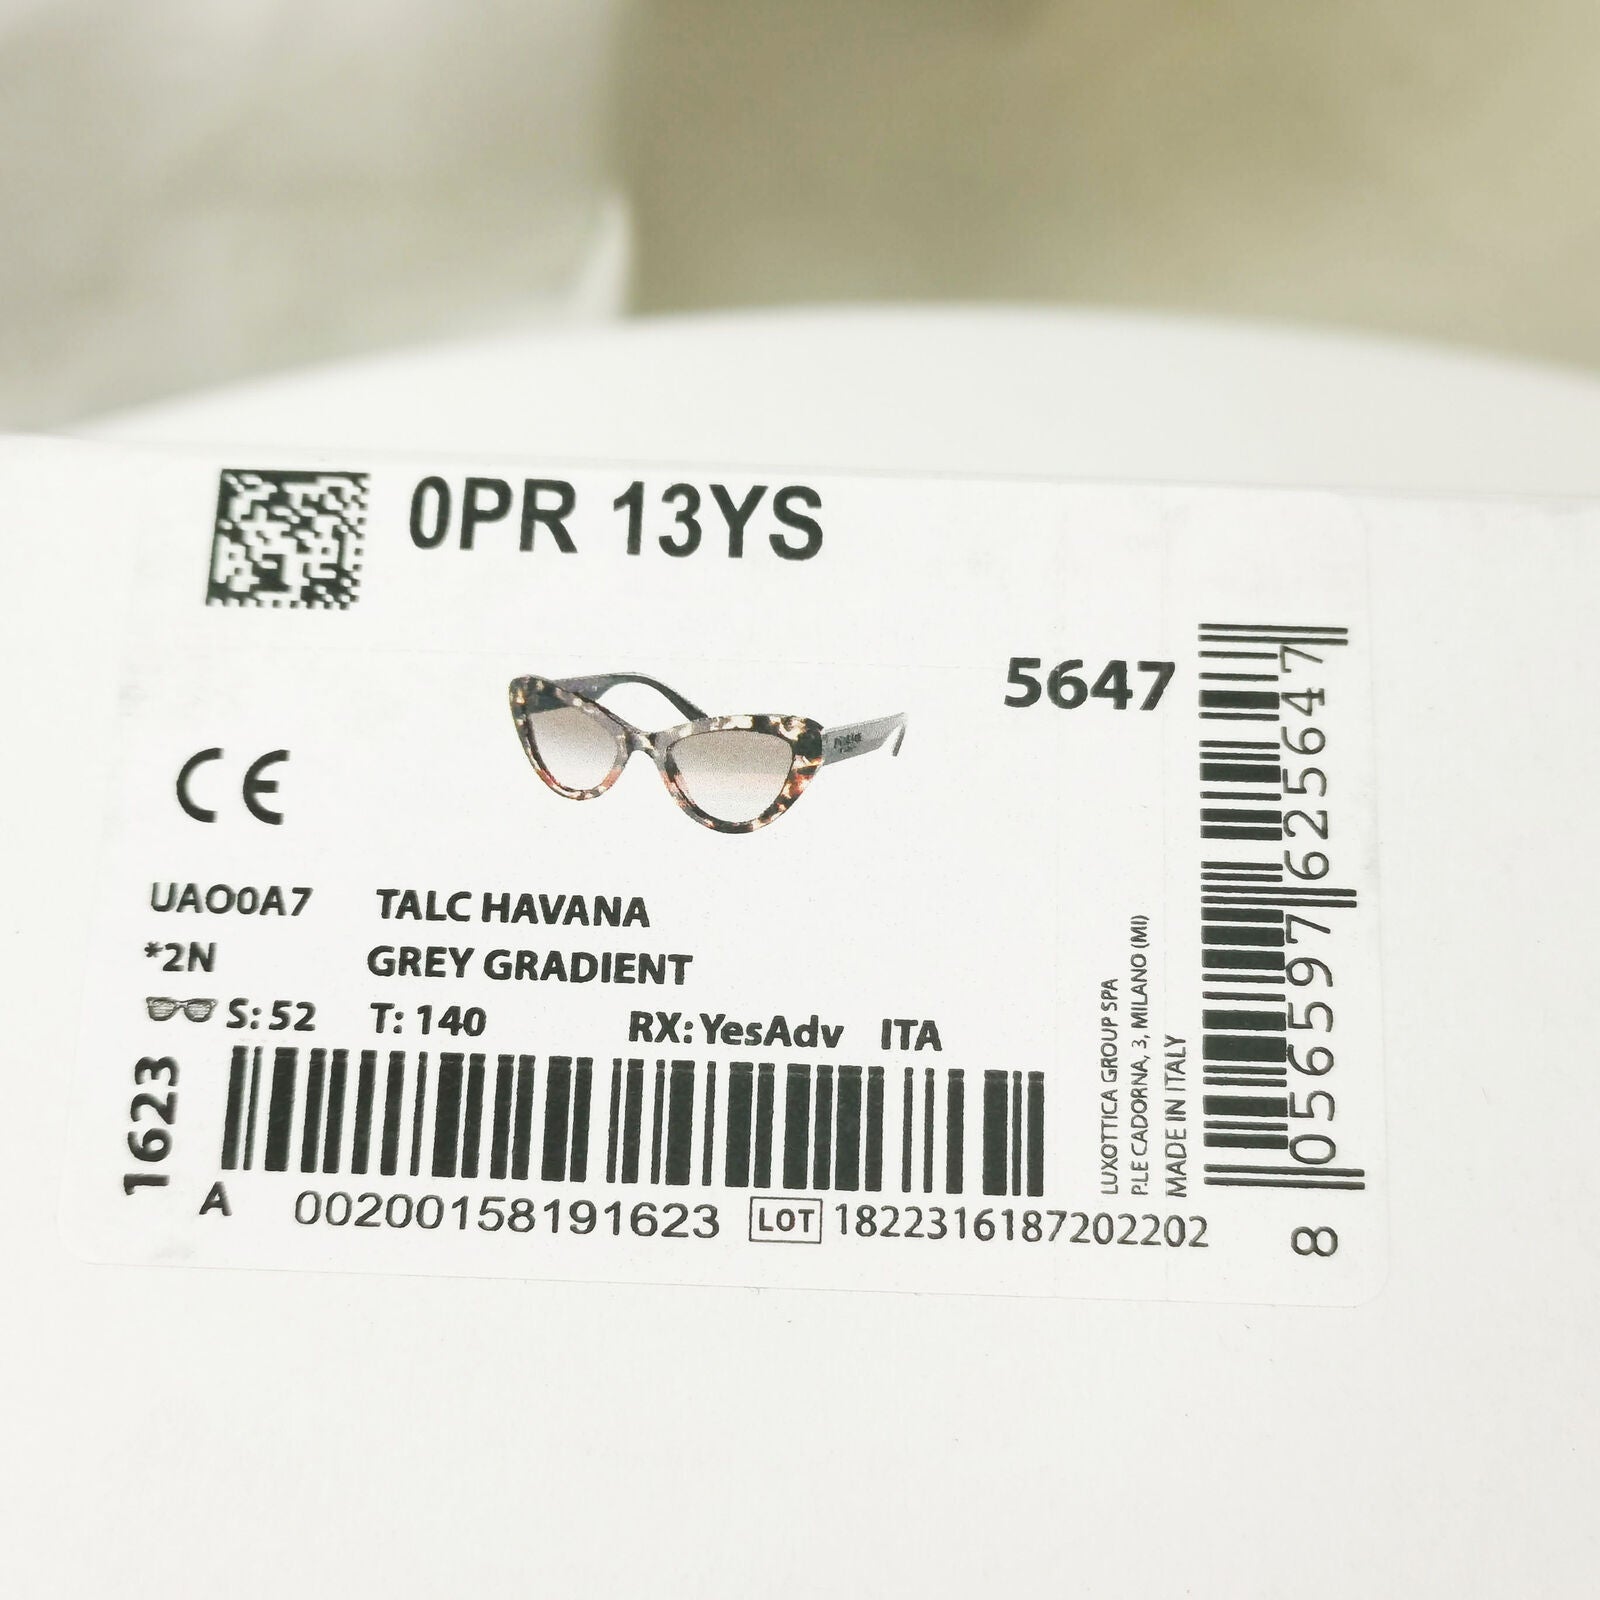 0PR 13YS
5647
CE
UAO0A7 TALC HAVANA
*2N GREY GRADIENT
S: 52 T: 140 RX: YesAdv ITA
1623
A 00200158191623 LOT 1822316187202202
LUXOTTICA GROUP SPA
P.LE CADORNA, 3, MILANO (MI)
MADE IN ITALY
8 056597 625647